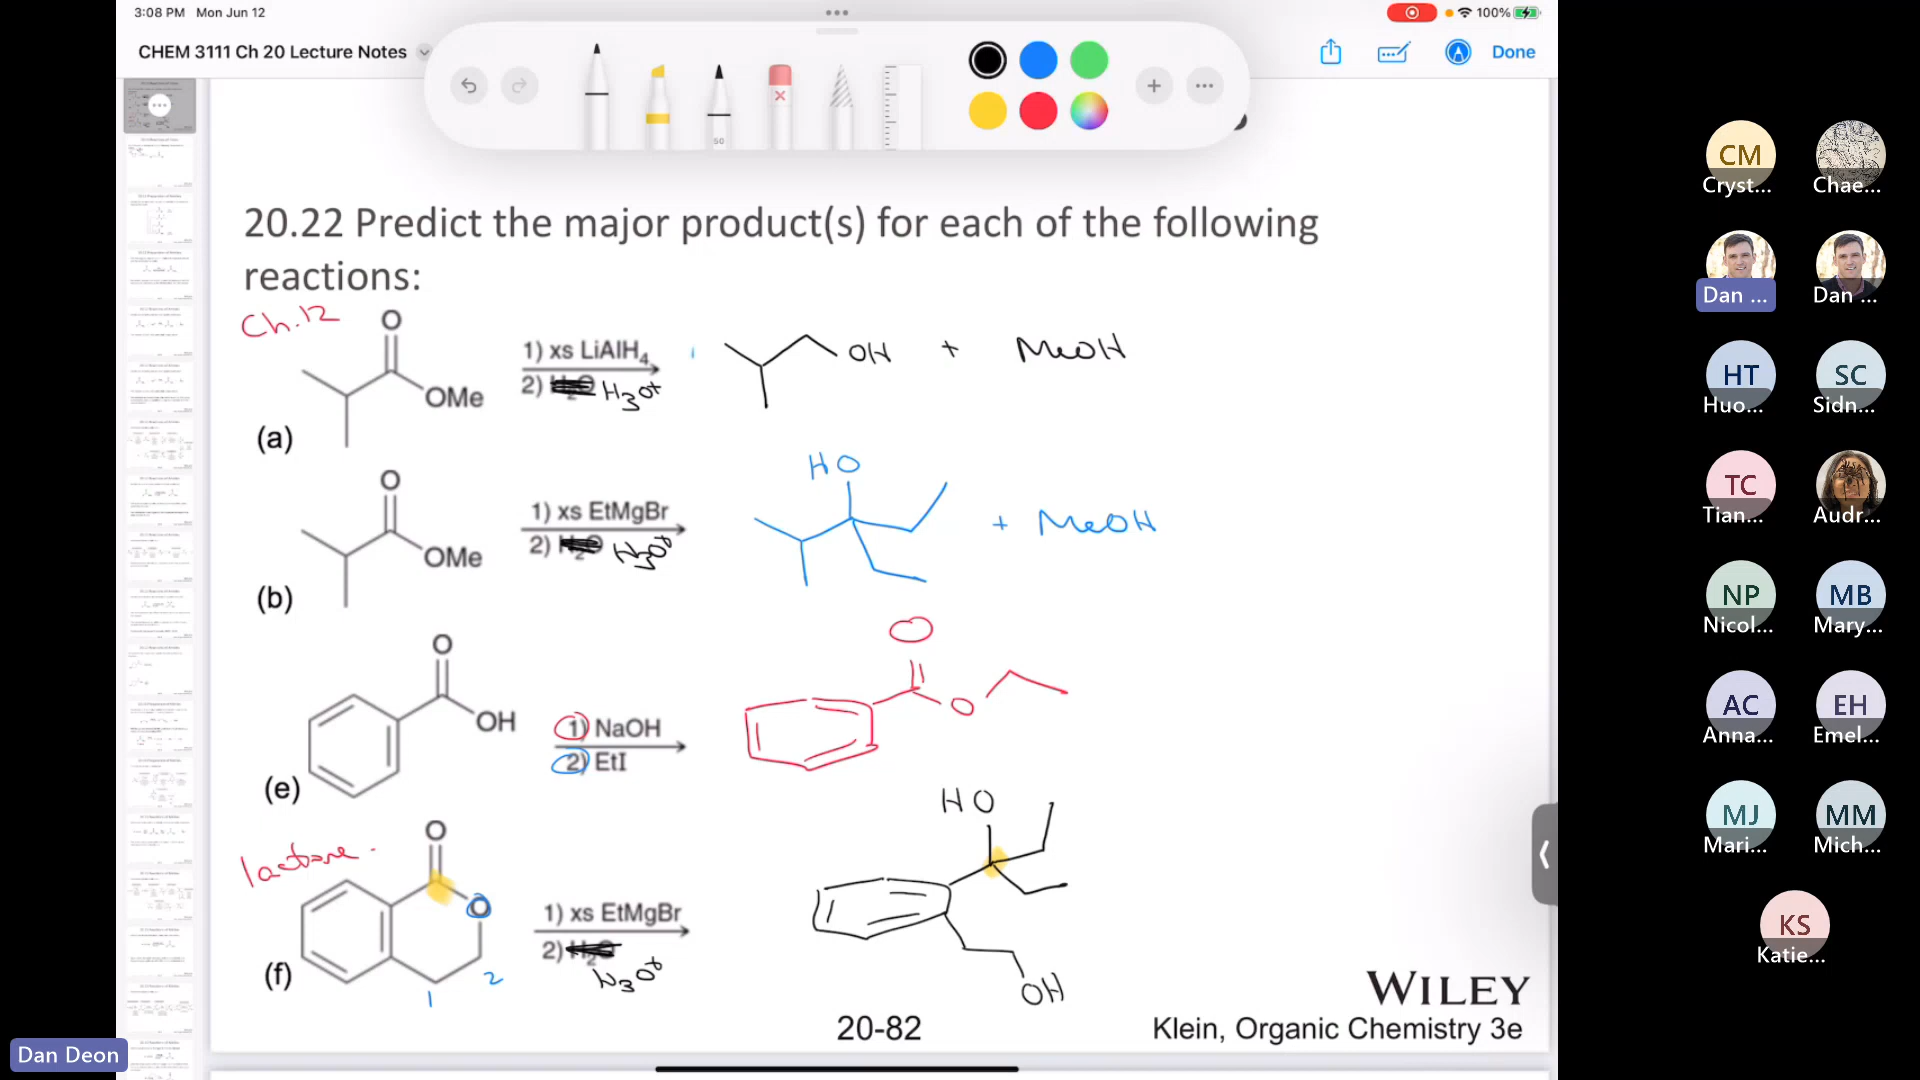 3:08 PM Mon Jun 12
100%
CHEM 3111 Ch 20 Lecture Notes
Done
50
20.22 Predict the major product(s) for each of the following
reactions:
Ch.12
O
OMe
(a)
1) xs LiAlH4
2) H2O H3O+
OH + MeOH
O
OMe
(b)
1) xs EtMgBr
2) H2O H3O+
HO
+ MeOH
O
OH
(e)
1) NaOH
2) EtI
O
O
lactone.
O
O
1
2
(f)
1) xs EtMgBr
2) H2O
H3O+
HO
OH
WILEY
20-82
Klein, Organic Chemistry 3e
CM
Cryst...
Chae...
Dan ...
Dan ...
HT
Huo...
SC
Sidn...
TC
Tian...
Audr...
NP
Nicol...
MB
Mary...
AC
Anna...
EH
Emel...
MJ
Mari...
MM
Mich...
KS
Katie...
Dan Deon